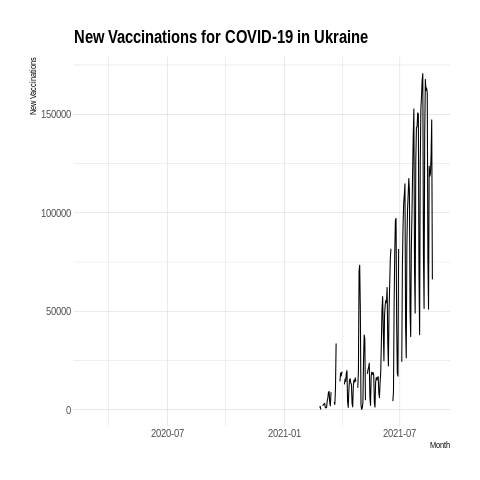 New Vaccinations for COVID-19 in Ukraine
New Vaccinations
150000
100000
50000
0
2020-07
2021-01
2021-07
Month